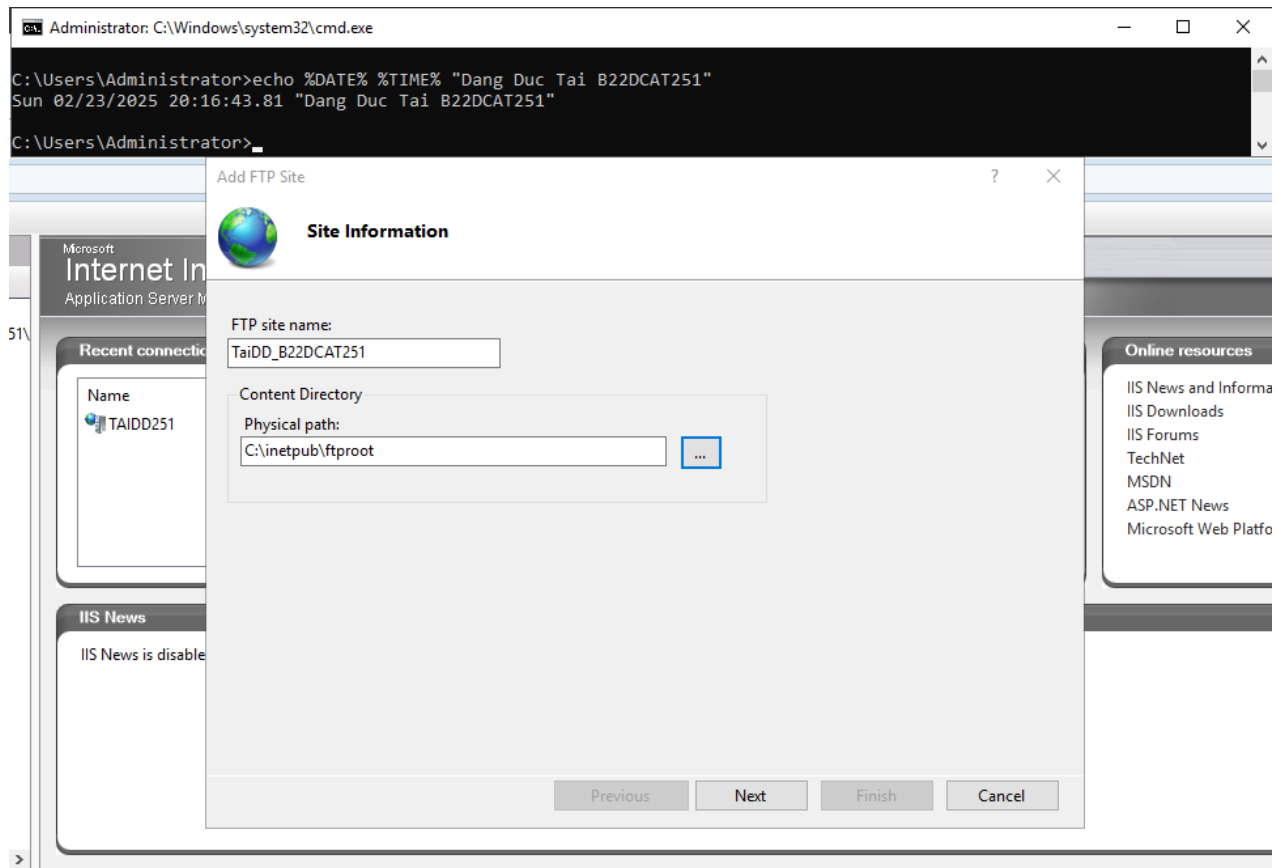 Administrator: C:\Windows\system32\cmd.exe
C:\Users\Administrator>echo %DATE% %TIME% "Dang Duc Tai B22DCAT251"
Sun 02/23/2025 20:16:43.81 "Dang Duc Tai B22DCAT251"
C:\Users\Administrator>
Add FTP Site
?
Site Information
Microsoft
Internet In
Application Server M
51\
FTP site name:
TaiDD_B22DCAT251
Content Directory
Physical path:
C:\inetpub\ftproot
...
Recent connectic
Name
TAIDD251
Online resources
IIS News and Informa
IIS Downloads
IIS Forums
TechNet
MSDN
ASP.NET News
Microsoft Web Platfo
IIS News
IIS News is disable
Previous
Next
Finish
Cancel